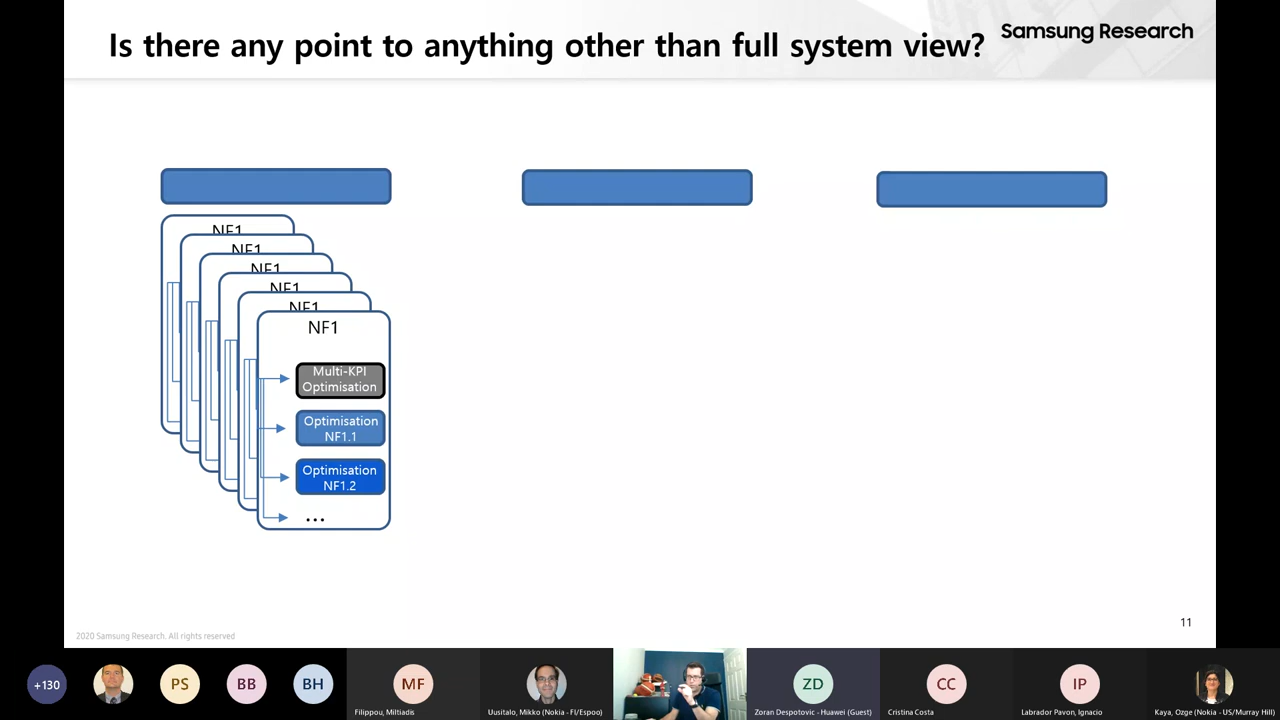 Is there any point to anything other than full system view?
Samsung Research
NF1
NF1
NF1
NF1
NF1
NF1
Multi-KPI
Optimisation
Optimisation
NF1.1
Optimisation
NF1.2
...
11
2020 Samsung Research. All rights reserved
+130
PS
BB
BH
MF
ZD
CC
IP
Filippou, Miltiadis
Uusitalo, Mikko (Nokia - FI/Espoo)
Zoran Despotovic - Huawei (Guest)
Cristina Costa
Labrador Pavon, Ignacio
Kaya, Ozge (Nokia - US/Murray Hill)